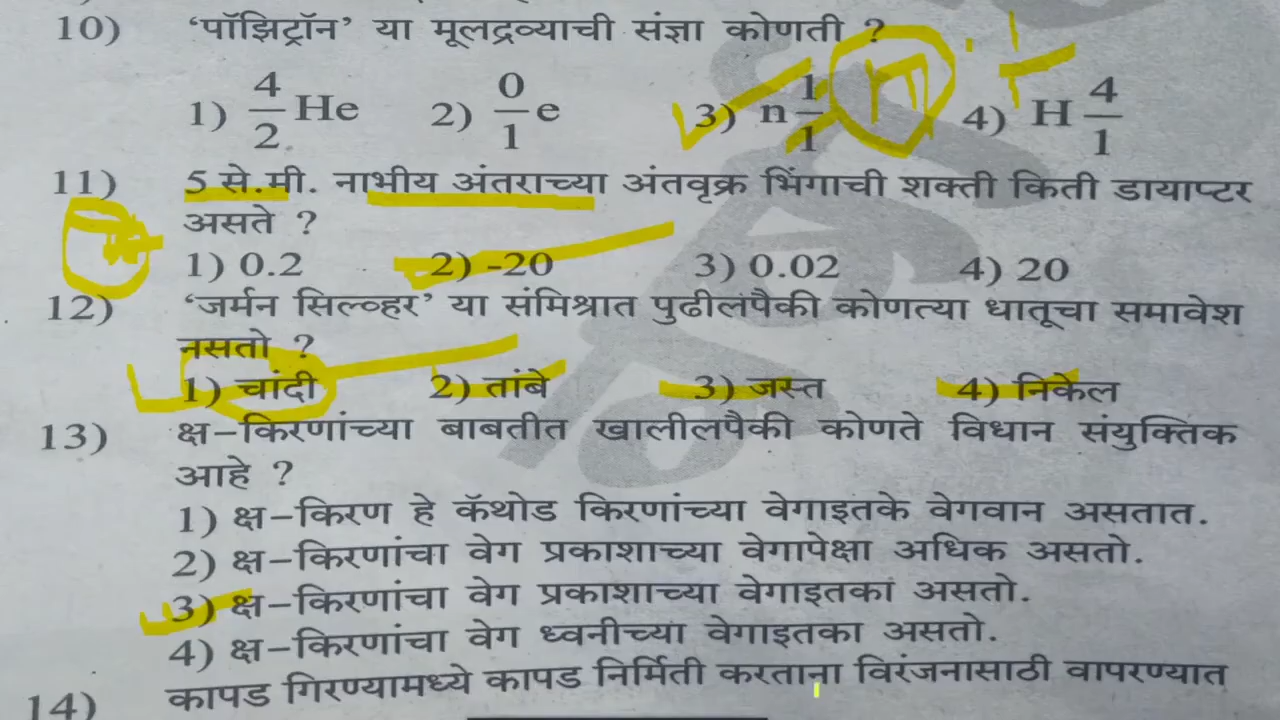 10) ‘पॉझिट्रॉन’ या मूलद्रव्याची संज्ञा कोणती ?
1) 4/2 He 2) 0/1 e 3) n 1/1 n 4) H 4/1
11) 5 से.मी. नाभीय अंतराच्या अंतवृक्र भिंगाची शक्ती किती डायाप्टर
असते ?
1) 0.2 2) -20 3) 0.02 4) 20
12) ‘जर्मन सिल्व्हर’ या संमिश्रात पुढीलपैकी कोणत्या धातूचा समावेश
नसतो ?
1) चांदी 2) तांबे 3) जस्त 4) निकेल
13) क्ष-किरणांच्या बाबतीत खालीलपैकी कोणते विधान संयुक्तिक
आहे ?
1) क्ष-किरण हे कॅथोड किरणांच्या वेगाइतके वेगवान असतात.
2) क्ष-किरणांचा वेग प्रकाशाच्या वेगापेक्षा अधिक असतो.
3) क्ष-किरणांचा वेग प्रकाशाच्या वेगाइतका असतो.
4) क्ष-किरणांचा वेग ध्वनीच्या वेगाइतका असतो.
14) कापड गिरण्यामध्ये कापड निर्मिती करताना विरंजनासाठी वापरण्यात